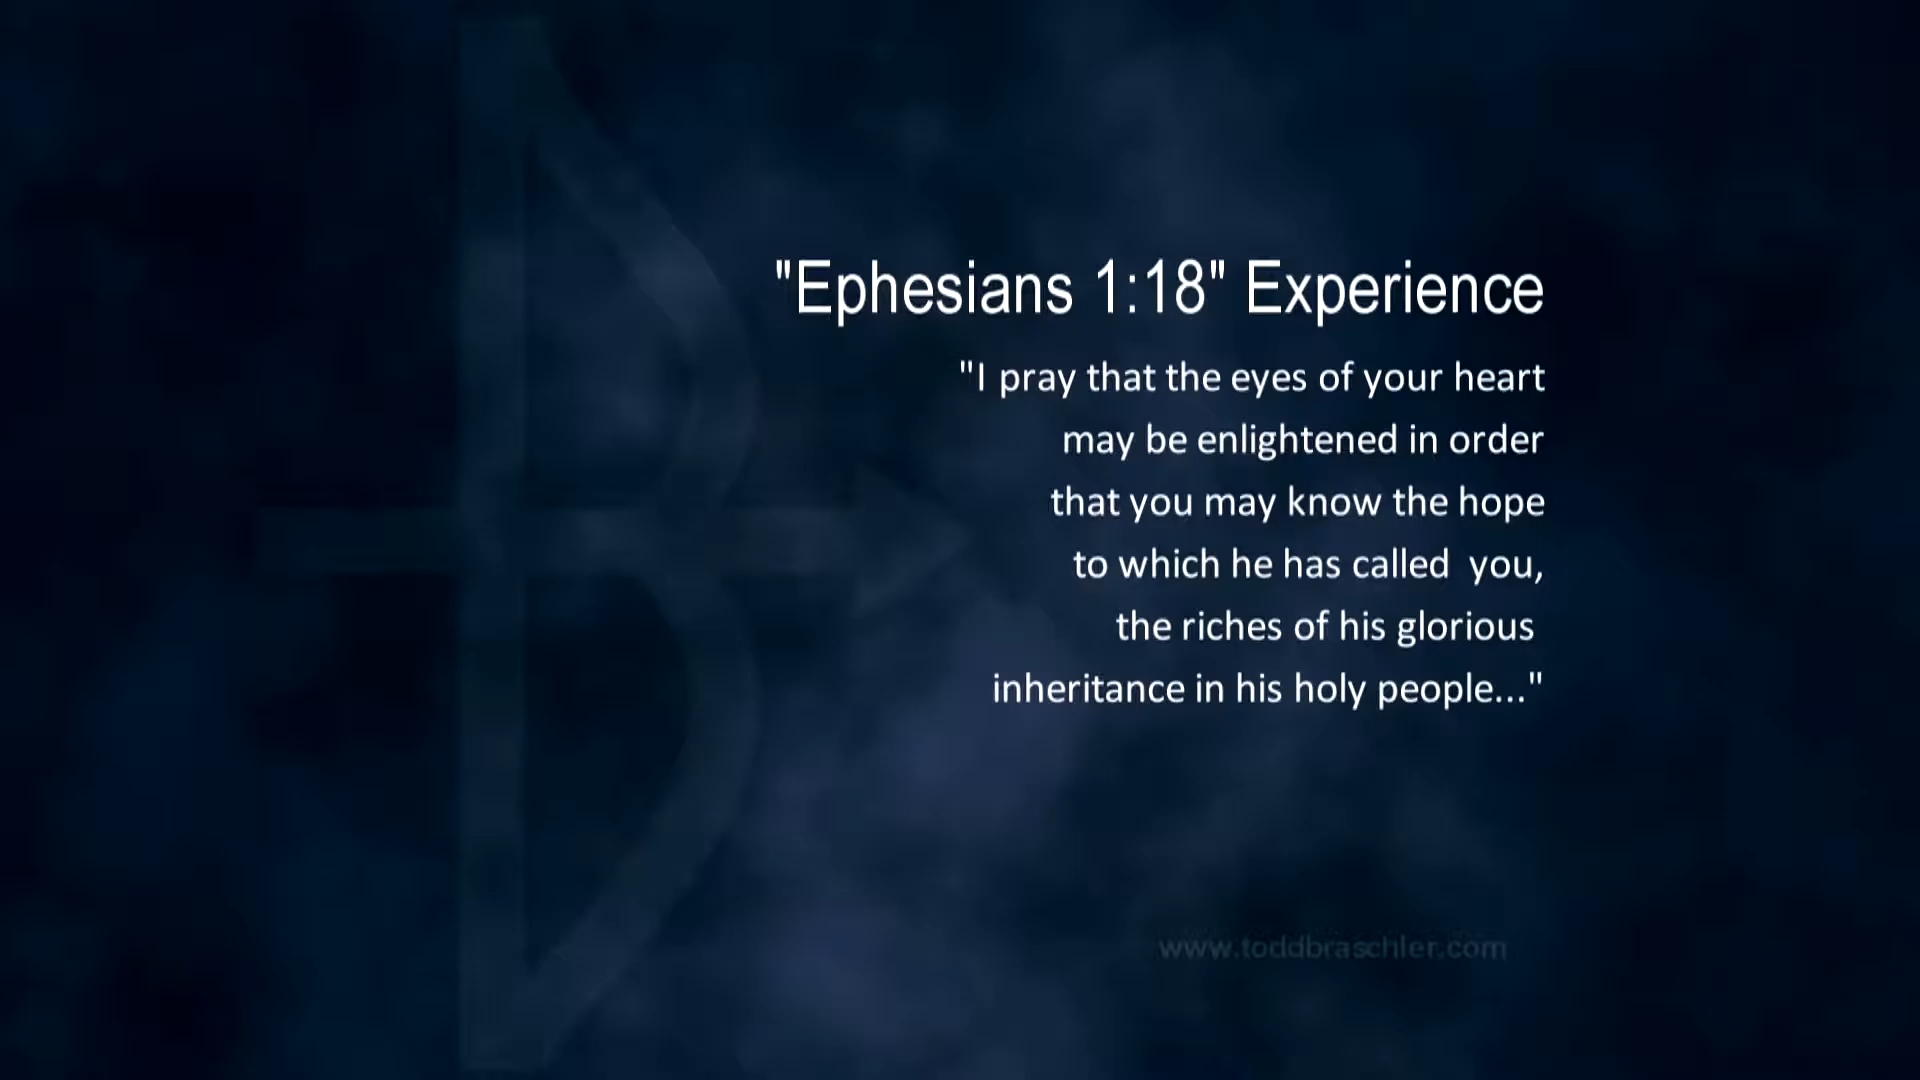 "Ephesians 1:18" Experience
"I pray that the eyes of your heart
may be enlightened in order
that you may know the hope
to which he has called  you,
the riches of his glorious
inheritance in his holy people..."
www.toddbraschler.com